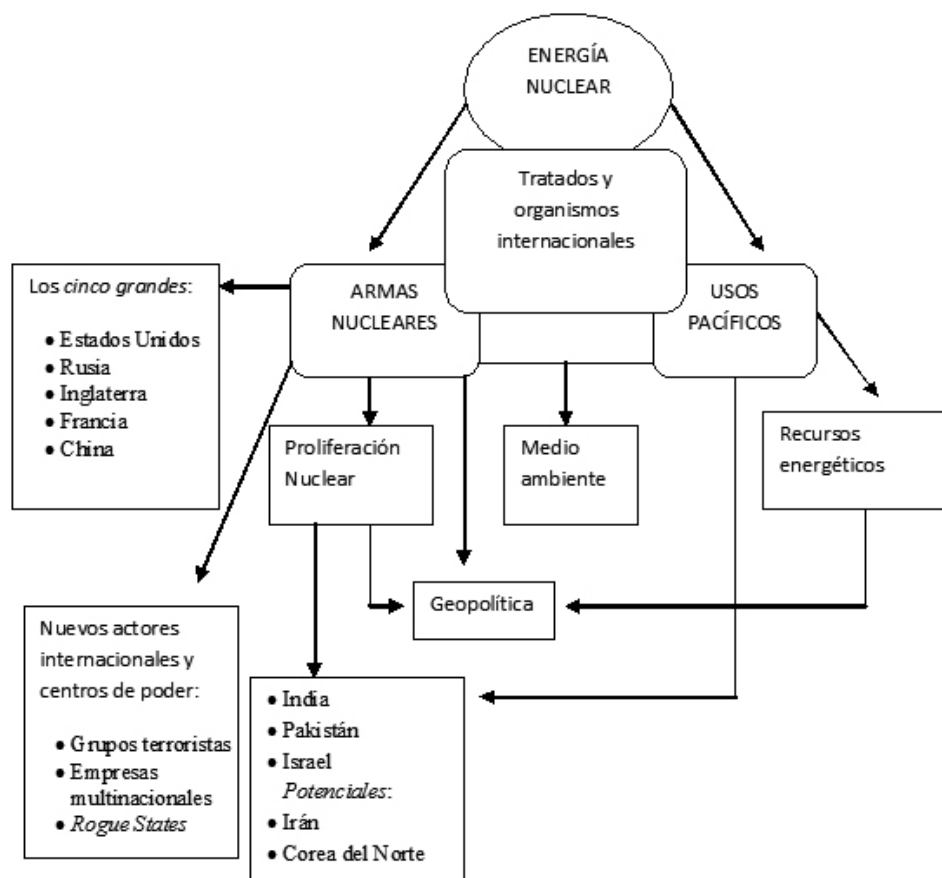 ENERGÍA
NUCLEAR
Tratados y
organismos
internacionales
Los cinco grandes:
• Estados Unidos
• Rusia
• Inglaterra
• Francia
• China
ARMAS
NUCLEARES
USOS
PACÍFICOS
Proliferación
Nuclear
Medio
ambiente
Recursos
energéticos
Geopolítica
Nuevos actores
internacionales y
centros de poder:
• Grupos terroristas
• Empresas
multinacionales
• Rogue States
• India
• Pakistán
• Israel
Potenciales:
• Irán
• Corea del Norte